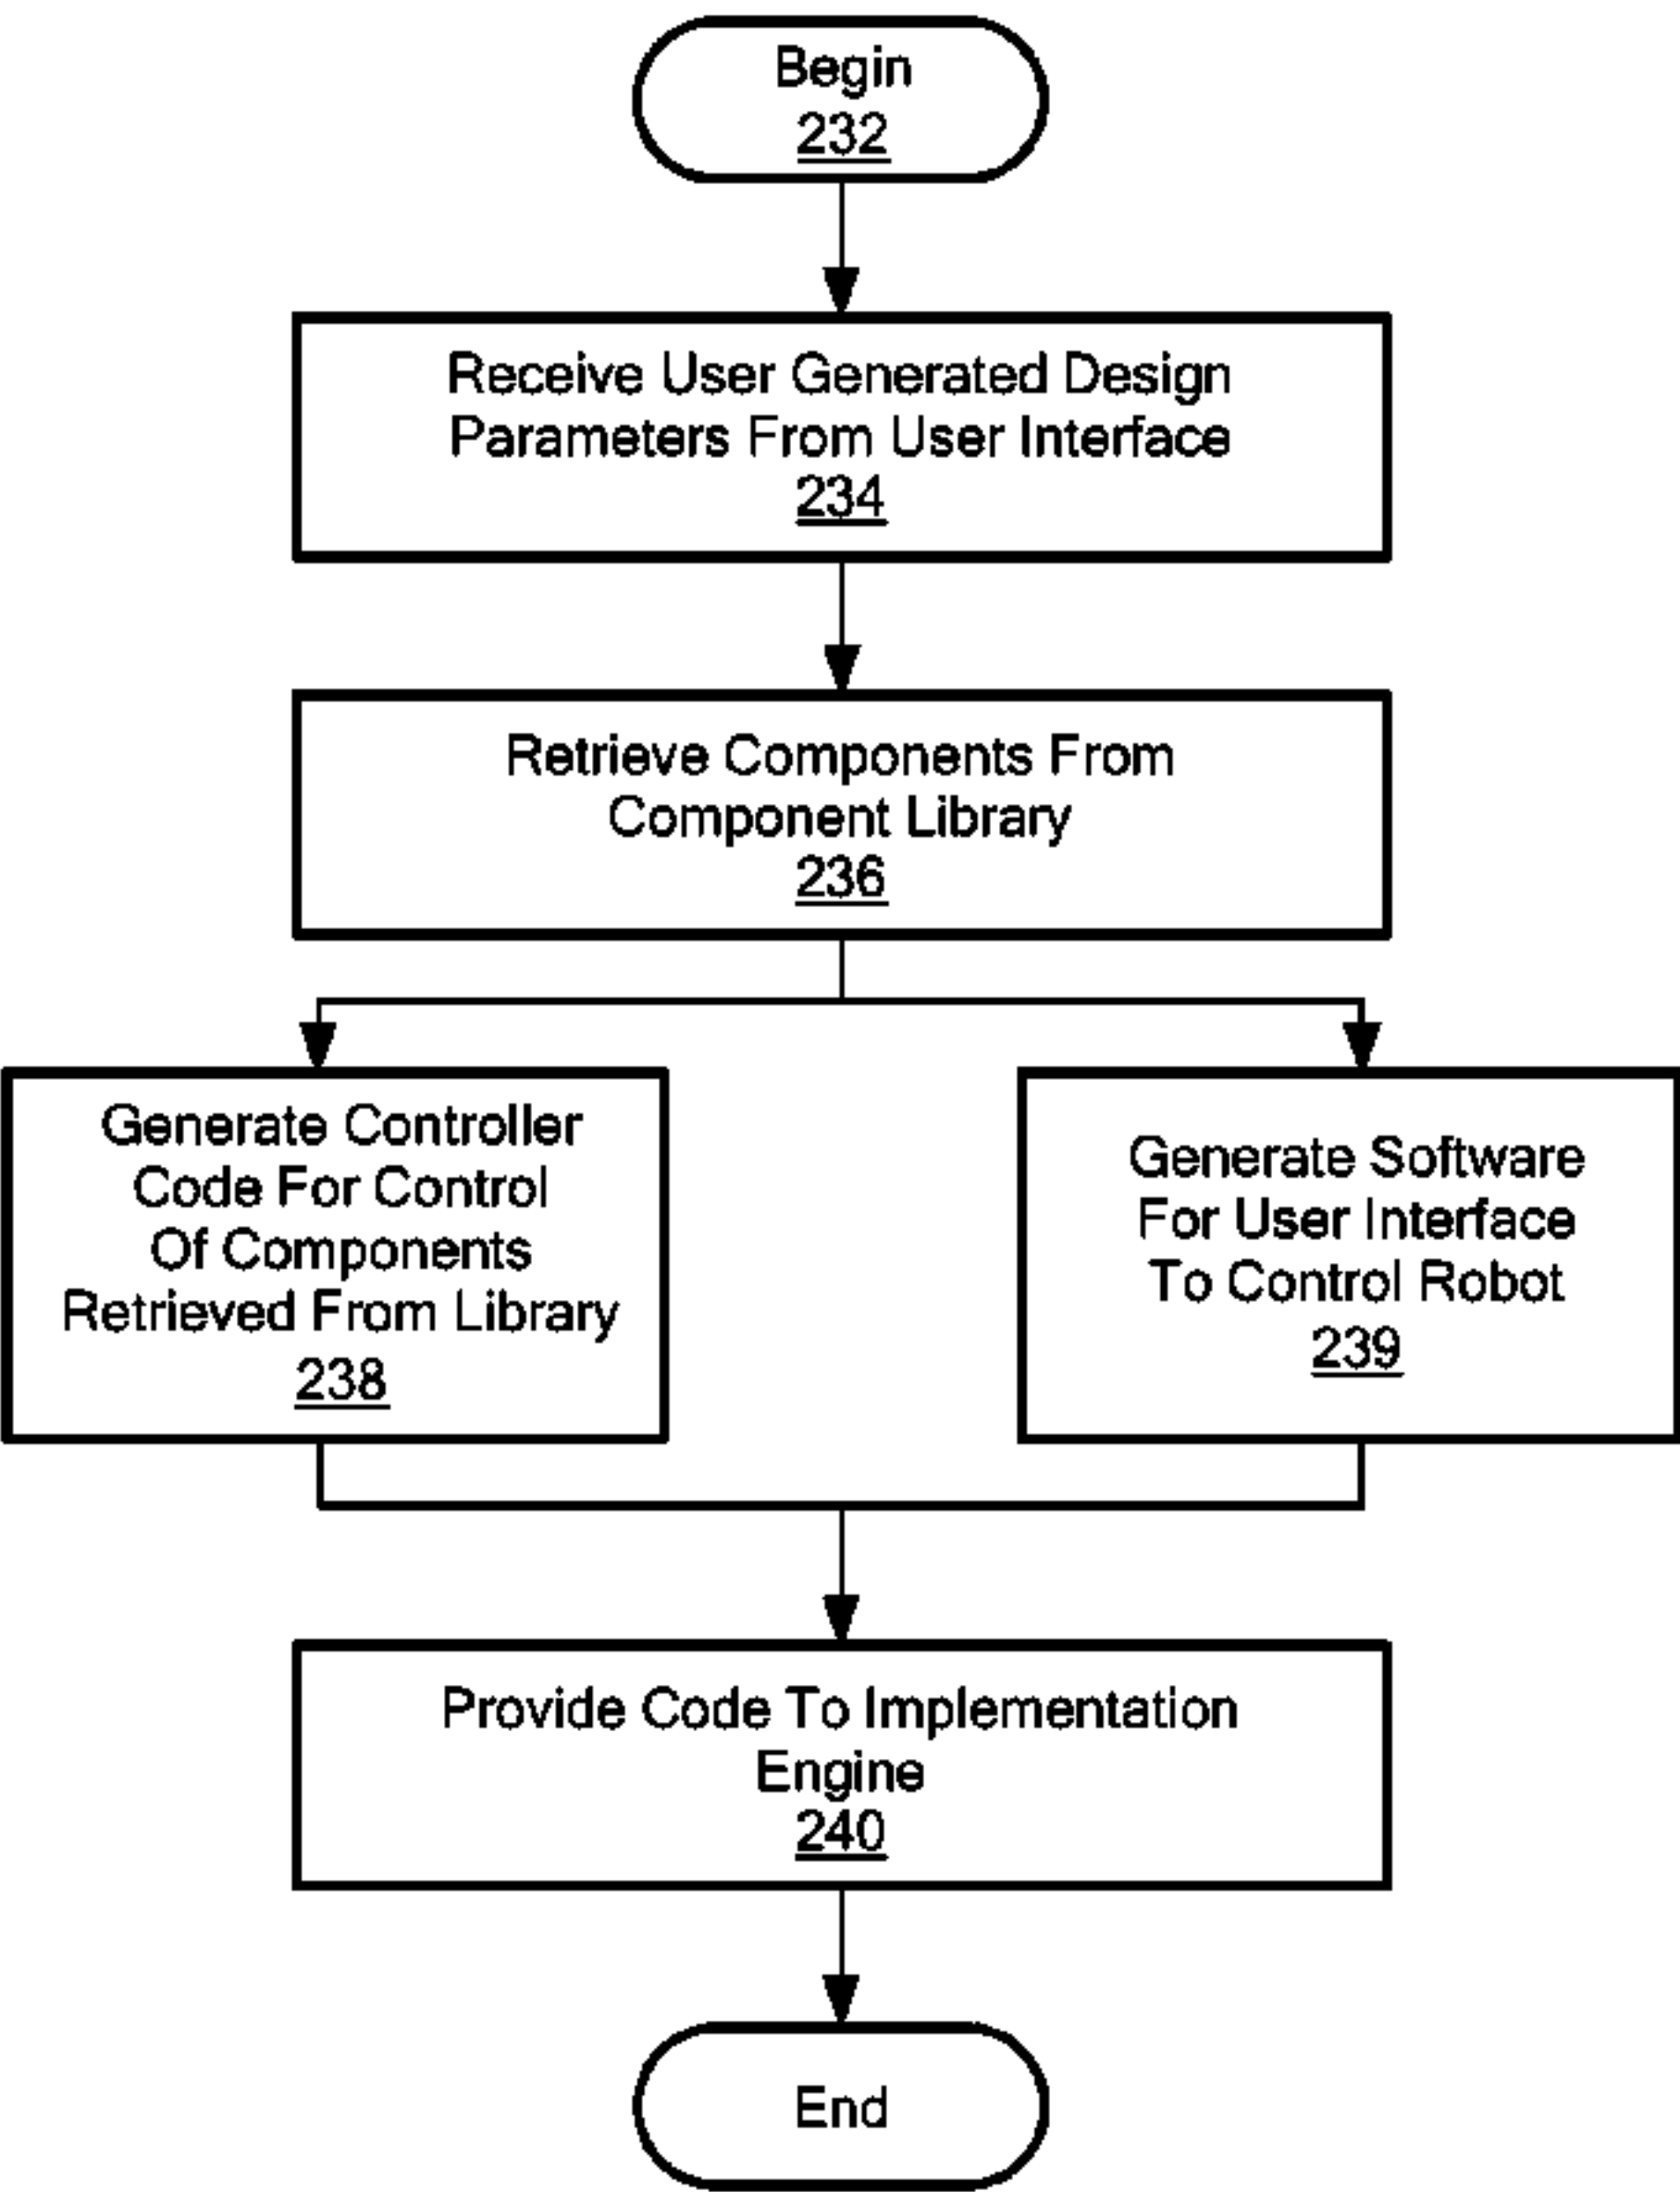 Begin
232
Receive User Generated Design
Parameters From User Interface
234
Retrieve Components From
Component Library
236
Generate Controller
Code For Control
Of Components
Retrieved From Library
238
Generate Software
For User Interface
To Control Robot
239
Provide Code To Implementation
Engine
240
End